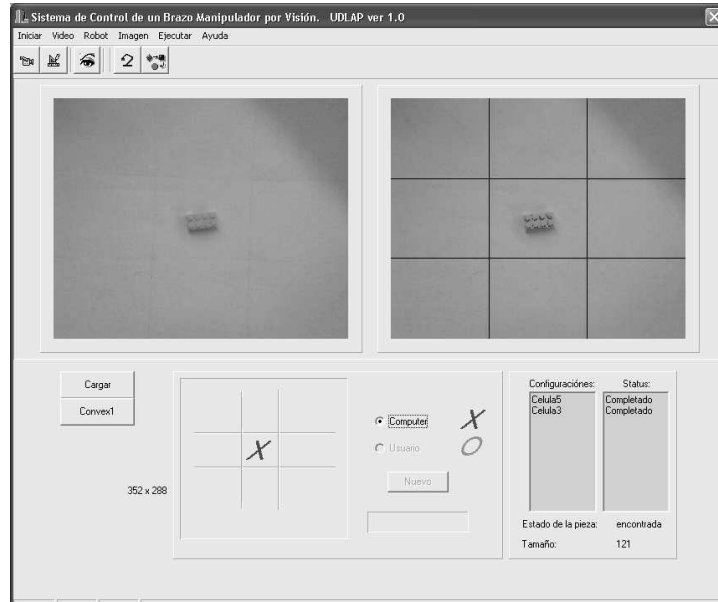 Sistema de Control de un Brazo Manipulador por Visión. UDLAP ver 1.0
Iniciar Video Robot Imagen Ejecutar Ayuda
Cargar
Convex1
352 x 288
X
Computer X
Usuario O
Nuevo
Configuraciónes: Status:
Celula5 Completado
Celula3 Completado
Estado de la pieza: encontrada
Tamaño: 121